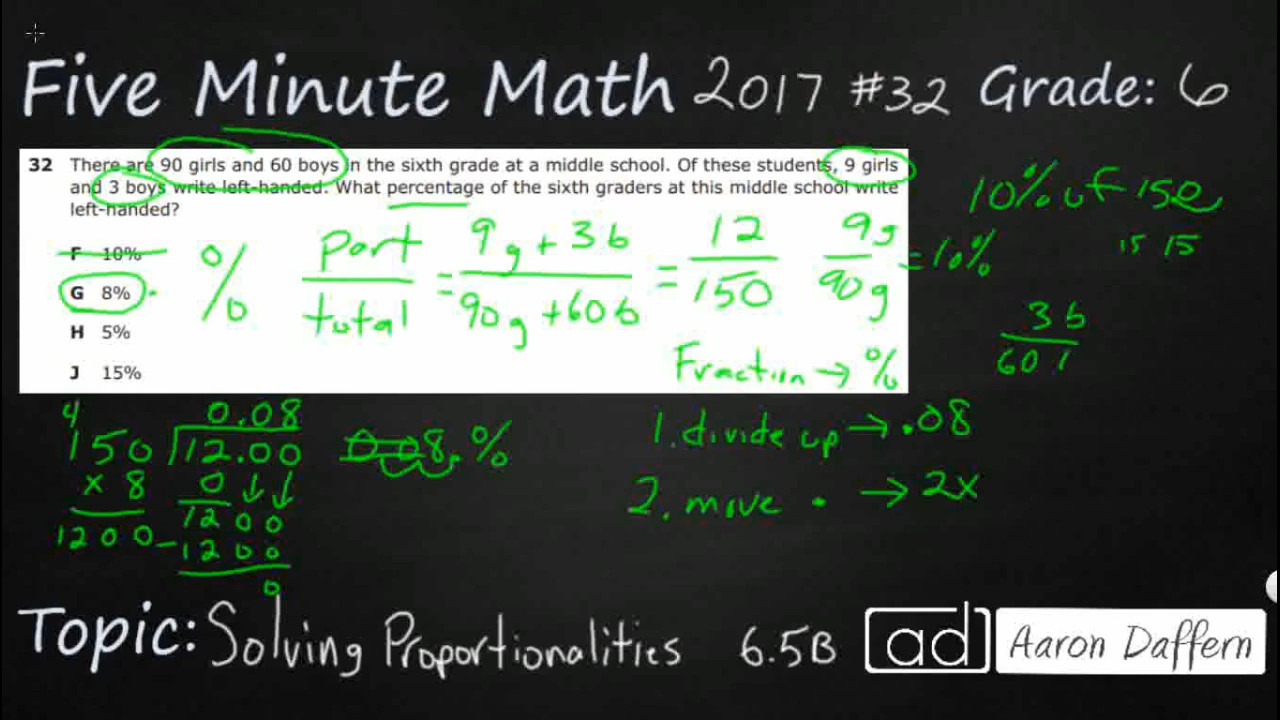 Five Minute Math 2017 #32 Grade: 6
32 There are 90 girls and 60 boys in the sixth grade at a middle school. Of these students, 9 girls
and 3 boys write left-handed. What percentage of the sixth graders at this middle school write
left-handed?
F 10%
G 8%
H 5%
J 15%
% part/total = 9g + 3b/90g + 60b = 12/150
9g/90g = 10%
10% of 150
15 15
3b
60
Fraction → %
4 0.08
150 12.00 0.08.%
x 8 0
1200 1200
-1200
0
1. divide up → .08
2. move . → 2x
Topic: Solving Proportionalities 6.5B ad Aaron Daffern